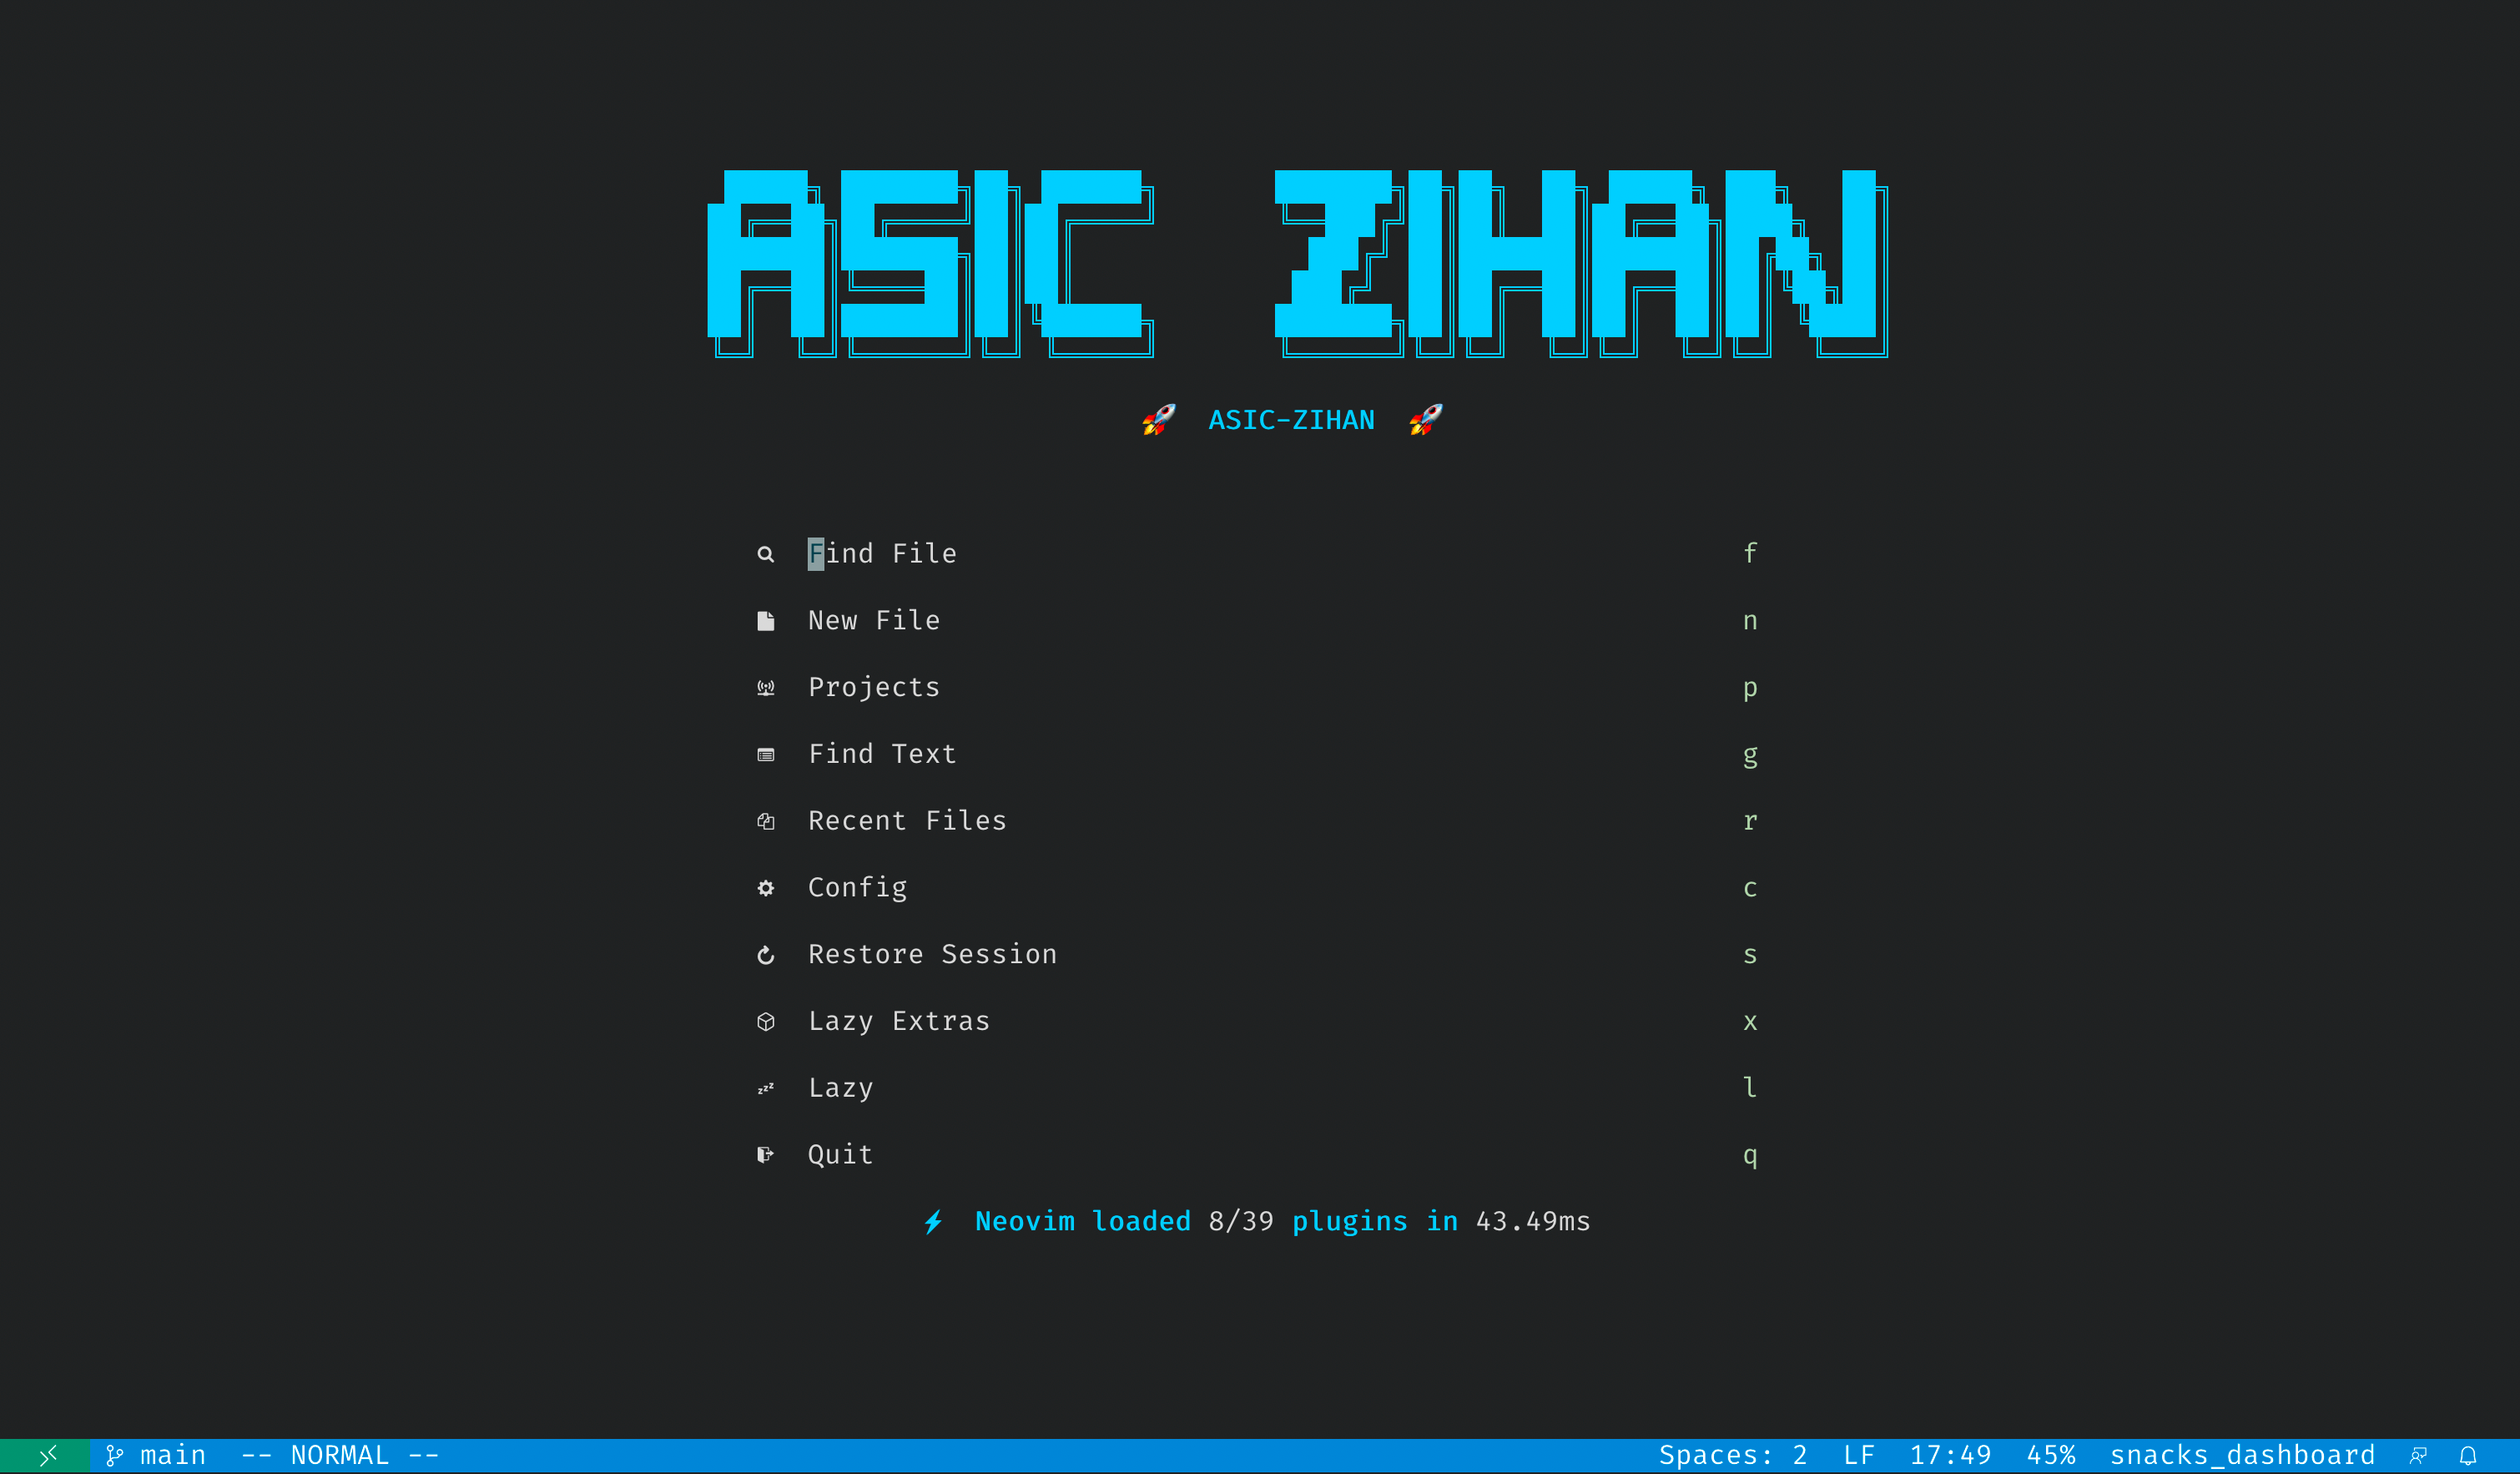 ASIC ZIHAN
🚀 ASIC-ZIHAN 🚀
Find File f
New File n
Projects p
Find Text g
Recent Files r
Config c
Restore Session s
Lazy Extras x
Lazy l
Quit q
⚡ Neovim loaded 8/39 plugins in 43.49ms
main -- NORMAL -- Spaces: 2 LF 17:49 45% snacks_dashboard